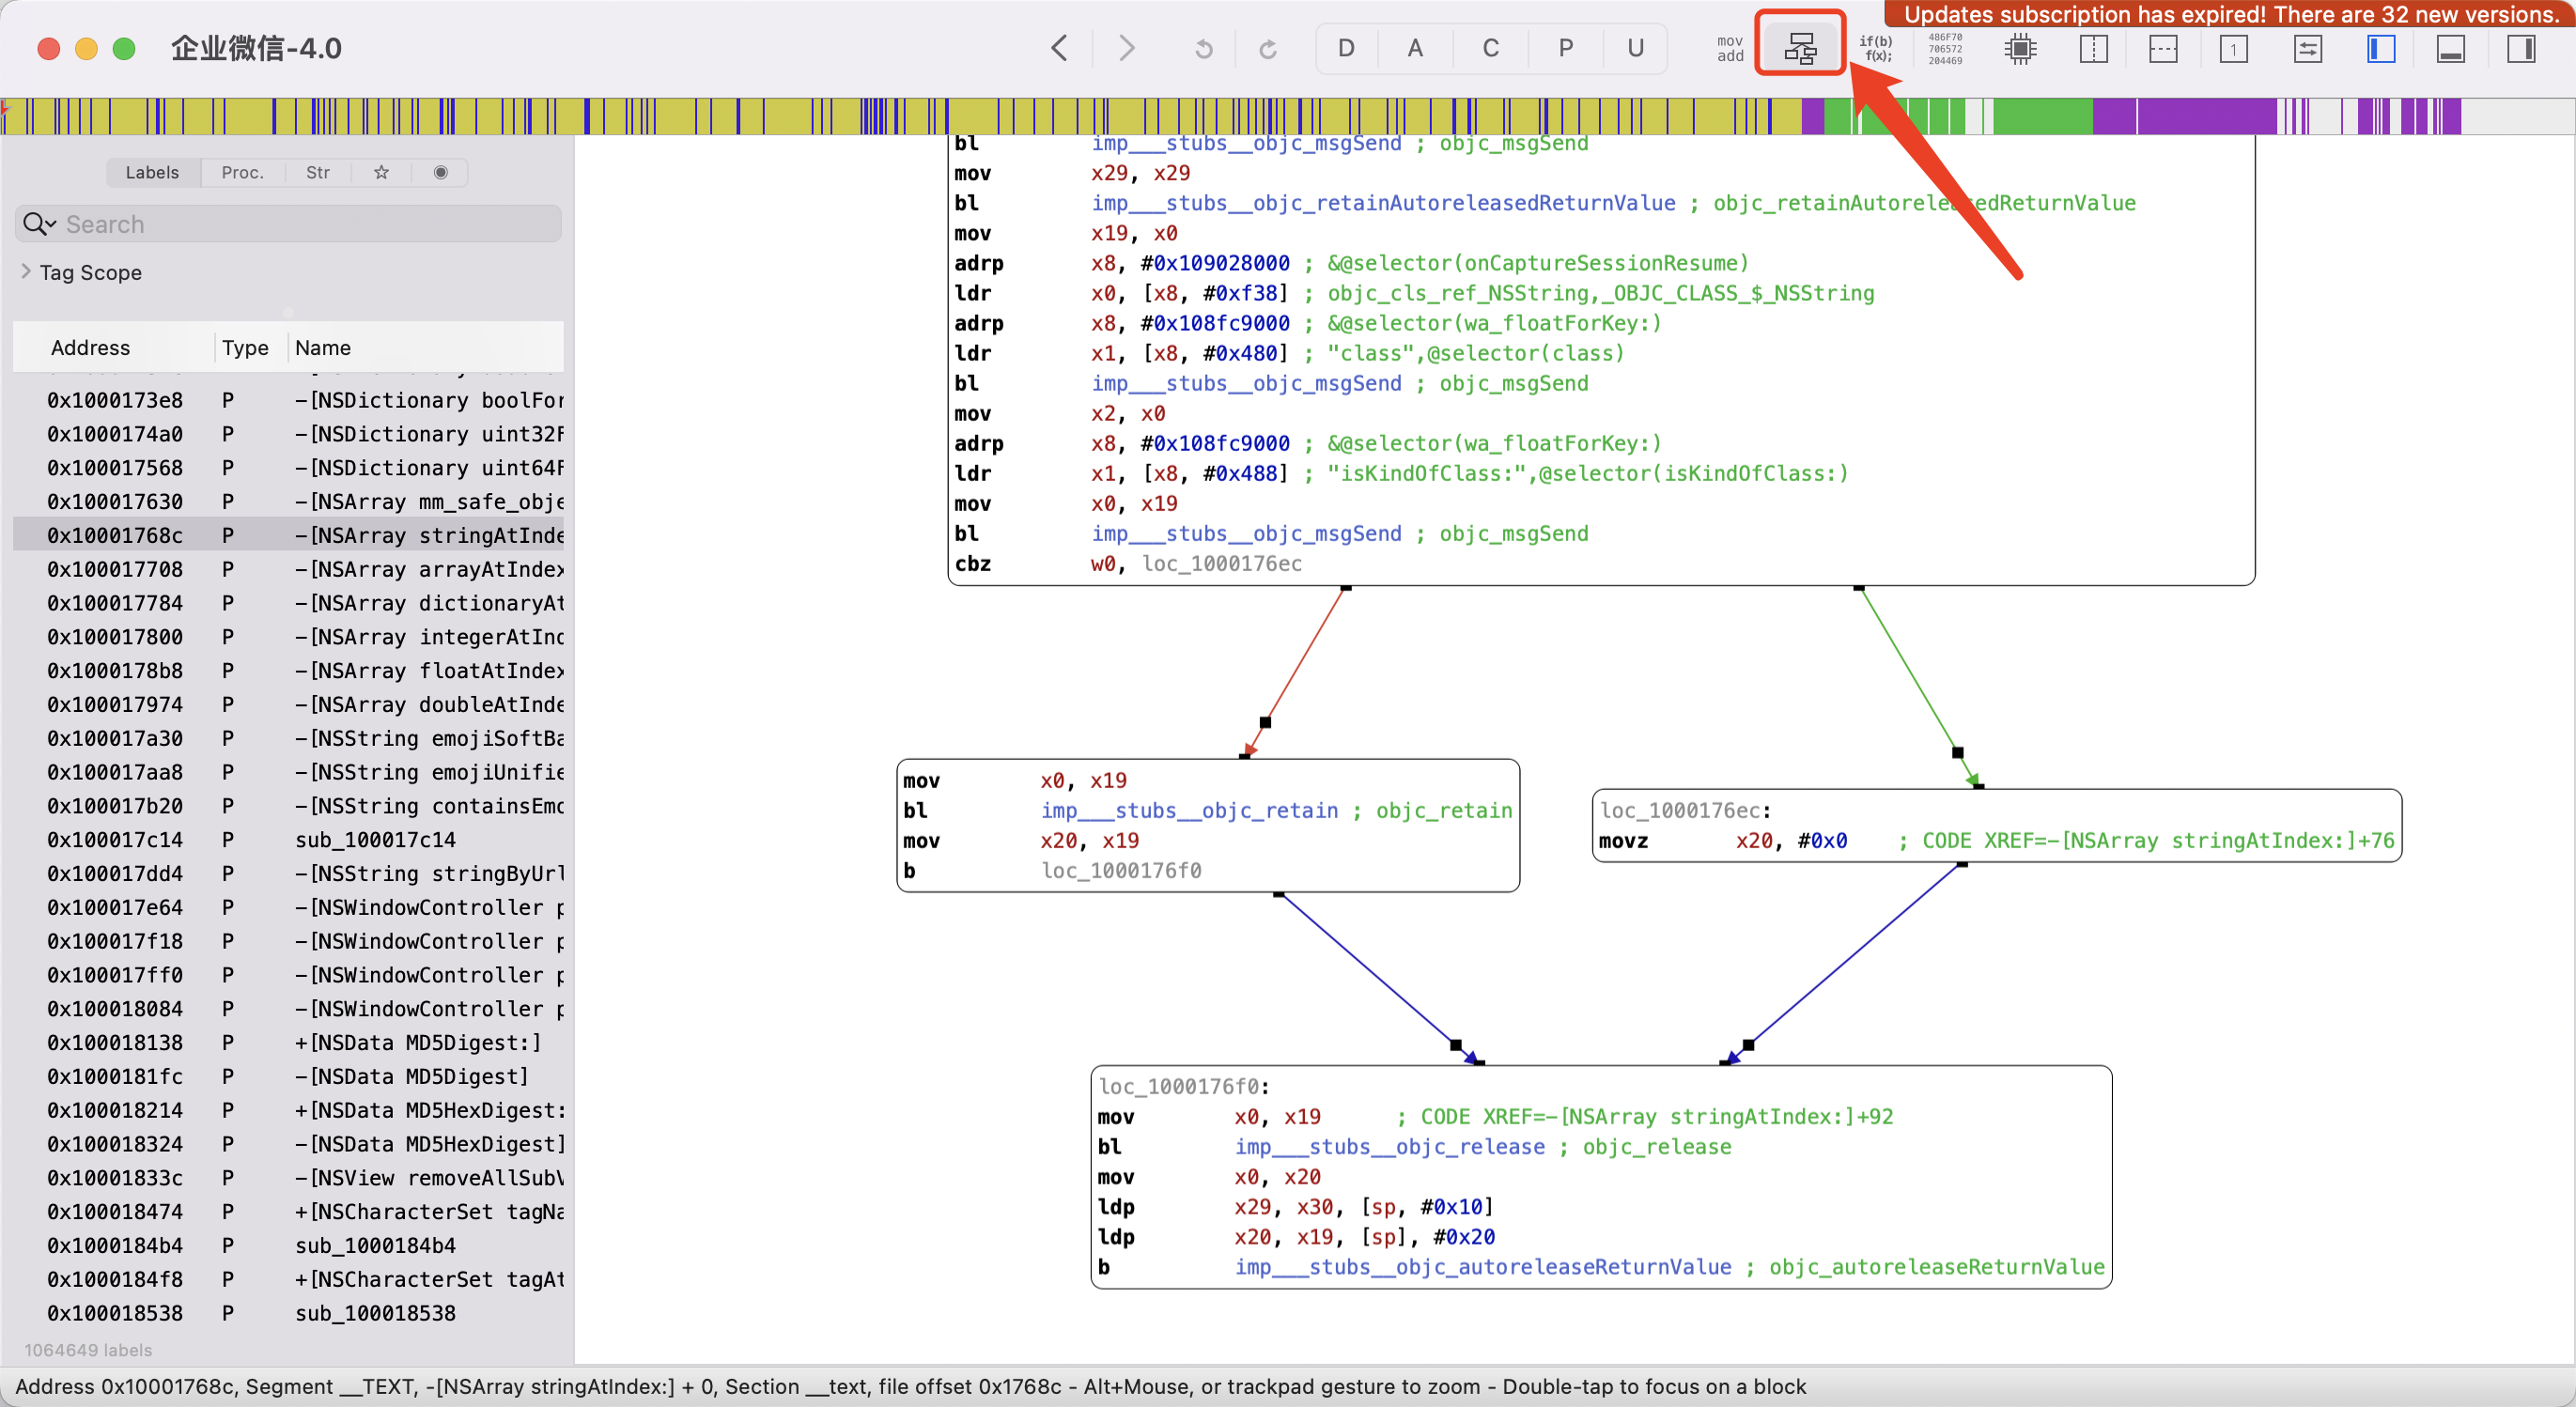 Updates subscription has expired! There are 32 new versions.
企业微信-4.0
D A C P U
mov
add
if(b)
f(x);
486F70
706572
204469
1
Labels Proc. Str
Search
Tag Scope
Address Type Name
0x1000173e8 P -[NSDictionary boolFor
0x1000174a0 P -[NSDictionary uint32F
0x100017568 P -[NSDictionary uint64F
0x100017630 P -[NSArray mm_safe_obje
0x10001768c P -[NSArray stringAtInde
0x100017708 P -[NSArray arrayAtIndex
0x100017784 P -[NSArray dictionaryAt
0x100017800 P -[NSArray integerAtInd
0x1000178b8 P -[NSArray floatAtIndex
0x100017974 P -[NSArray doubleAtInde
0x100017a30 P -[NSString emojiSoftBa
0x100017aa8 P -[NSString emojiUnifie
0x100017b20 P -[NSString containsEmo
0x100017c14 P sub_100017c14
0x100017dd4 P -[NSString stringByUrl
0x100017e64 P -[NSWindowController p
0x100017f18 P -[NSWindowController p
0x100017ff0 P -[NSWindowController p
0x100018084 P -[NSWindowController p
0x100018138 P +[NSData MD5Digest:]
0x1000181fc P -[NSData MD5Digest]
0x100018214 P +[NSData MD5HexDigest:
0x100018324 P -[NSData MD5HexDigest]
0x10001833c P -[NSView removeAllSubV
0x100018474 P +[NSCharacterSet tagNa
0x1000184b4 P sub_1000184b4
0x1000184f8 P +[NSCharacterSet tagAt
0x100018538 P sub_100018538
1064649 labels
bl imp___stubs__objc_msgSend ; objc_msgSend
mov x29, x29
bl imp___stubs__objc_retainAutoreleasedReturnValue ; objc_retainAutoreleasedReturnValue
mov x19, x0
adrp x8, #0x109028000 ; &@selector(onCaptureSessionResume)
ldr x0, [x8, #0xf38] ; objc_cls_ref_NSString,_OBJC_CLASS_$_NSString
adrp x8, #0x108fc9000 ; &@selector(wa_floatForKey:)
ldr x1, [x8, #0x480] ; "class",@selector(class)
bl imp___stubs__objc_msgSend ; objc_msgSend
mov x2, x0
adrp x8, #0x108fc9000 ; &@selector(wa_floatForKey:)
ldr x1, [x8, #0x488] ; "isKindOfClass:",@selector(isKindOfClass:)
mov x0, x19
bl imp___stubs__objc_msgSend ; objc_msgSend
cbz w0, loc_1000176ec
mov x0, x19
bl imp___stubs__objc_retain ; objc_retain
mov x20, x19
b loc_1000176f0
loc_1000176ec:
movz x20, #0x0 ; CODE XREF=-[NSArray stringAtIndex:]+76
loc_1000176f0:
mov x0, x19 ; CODE XREF=-[NSArray stringAtIndex:]+92
bl imp___stubs__objc_release ; objc_release
mov x0, x20
ldp x29, x30, [sp, #0x10]
ldp x20, x19, [sp], #0x20
b imp___stubs__objc_autoreleaseReturnValue ; objc_autoreleaseReturnValue
Address 0x10001768c, Segment __TEXT, -[NSArray stringAtIndex:] + 0, Section __text, file offset 0x1768c - Alt+Mouse, or trackpad gesture to zoom - Double-tap to focus on a block